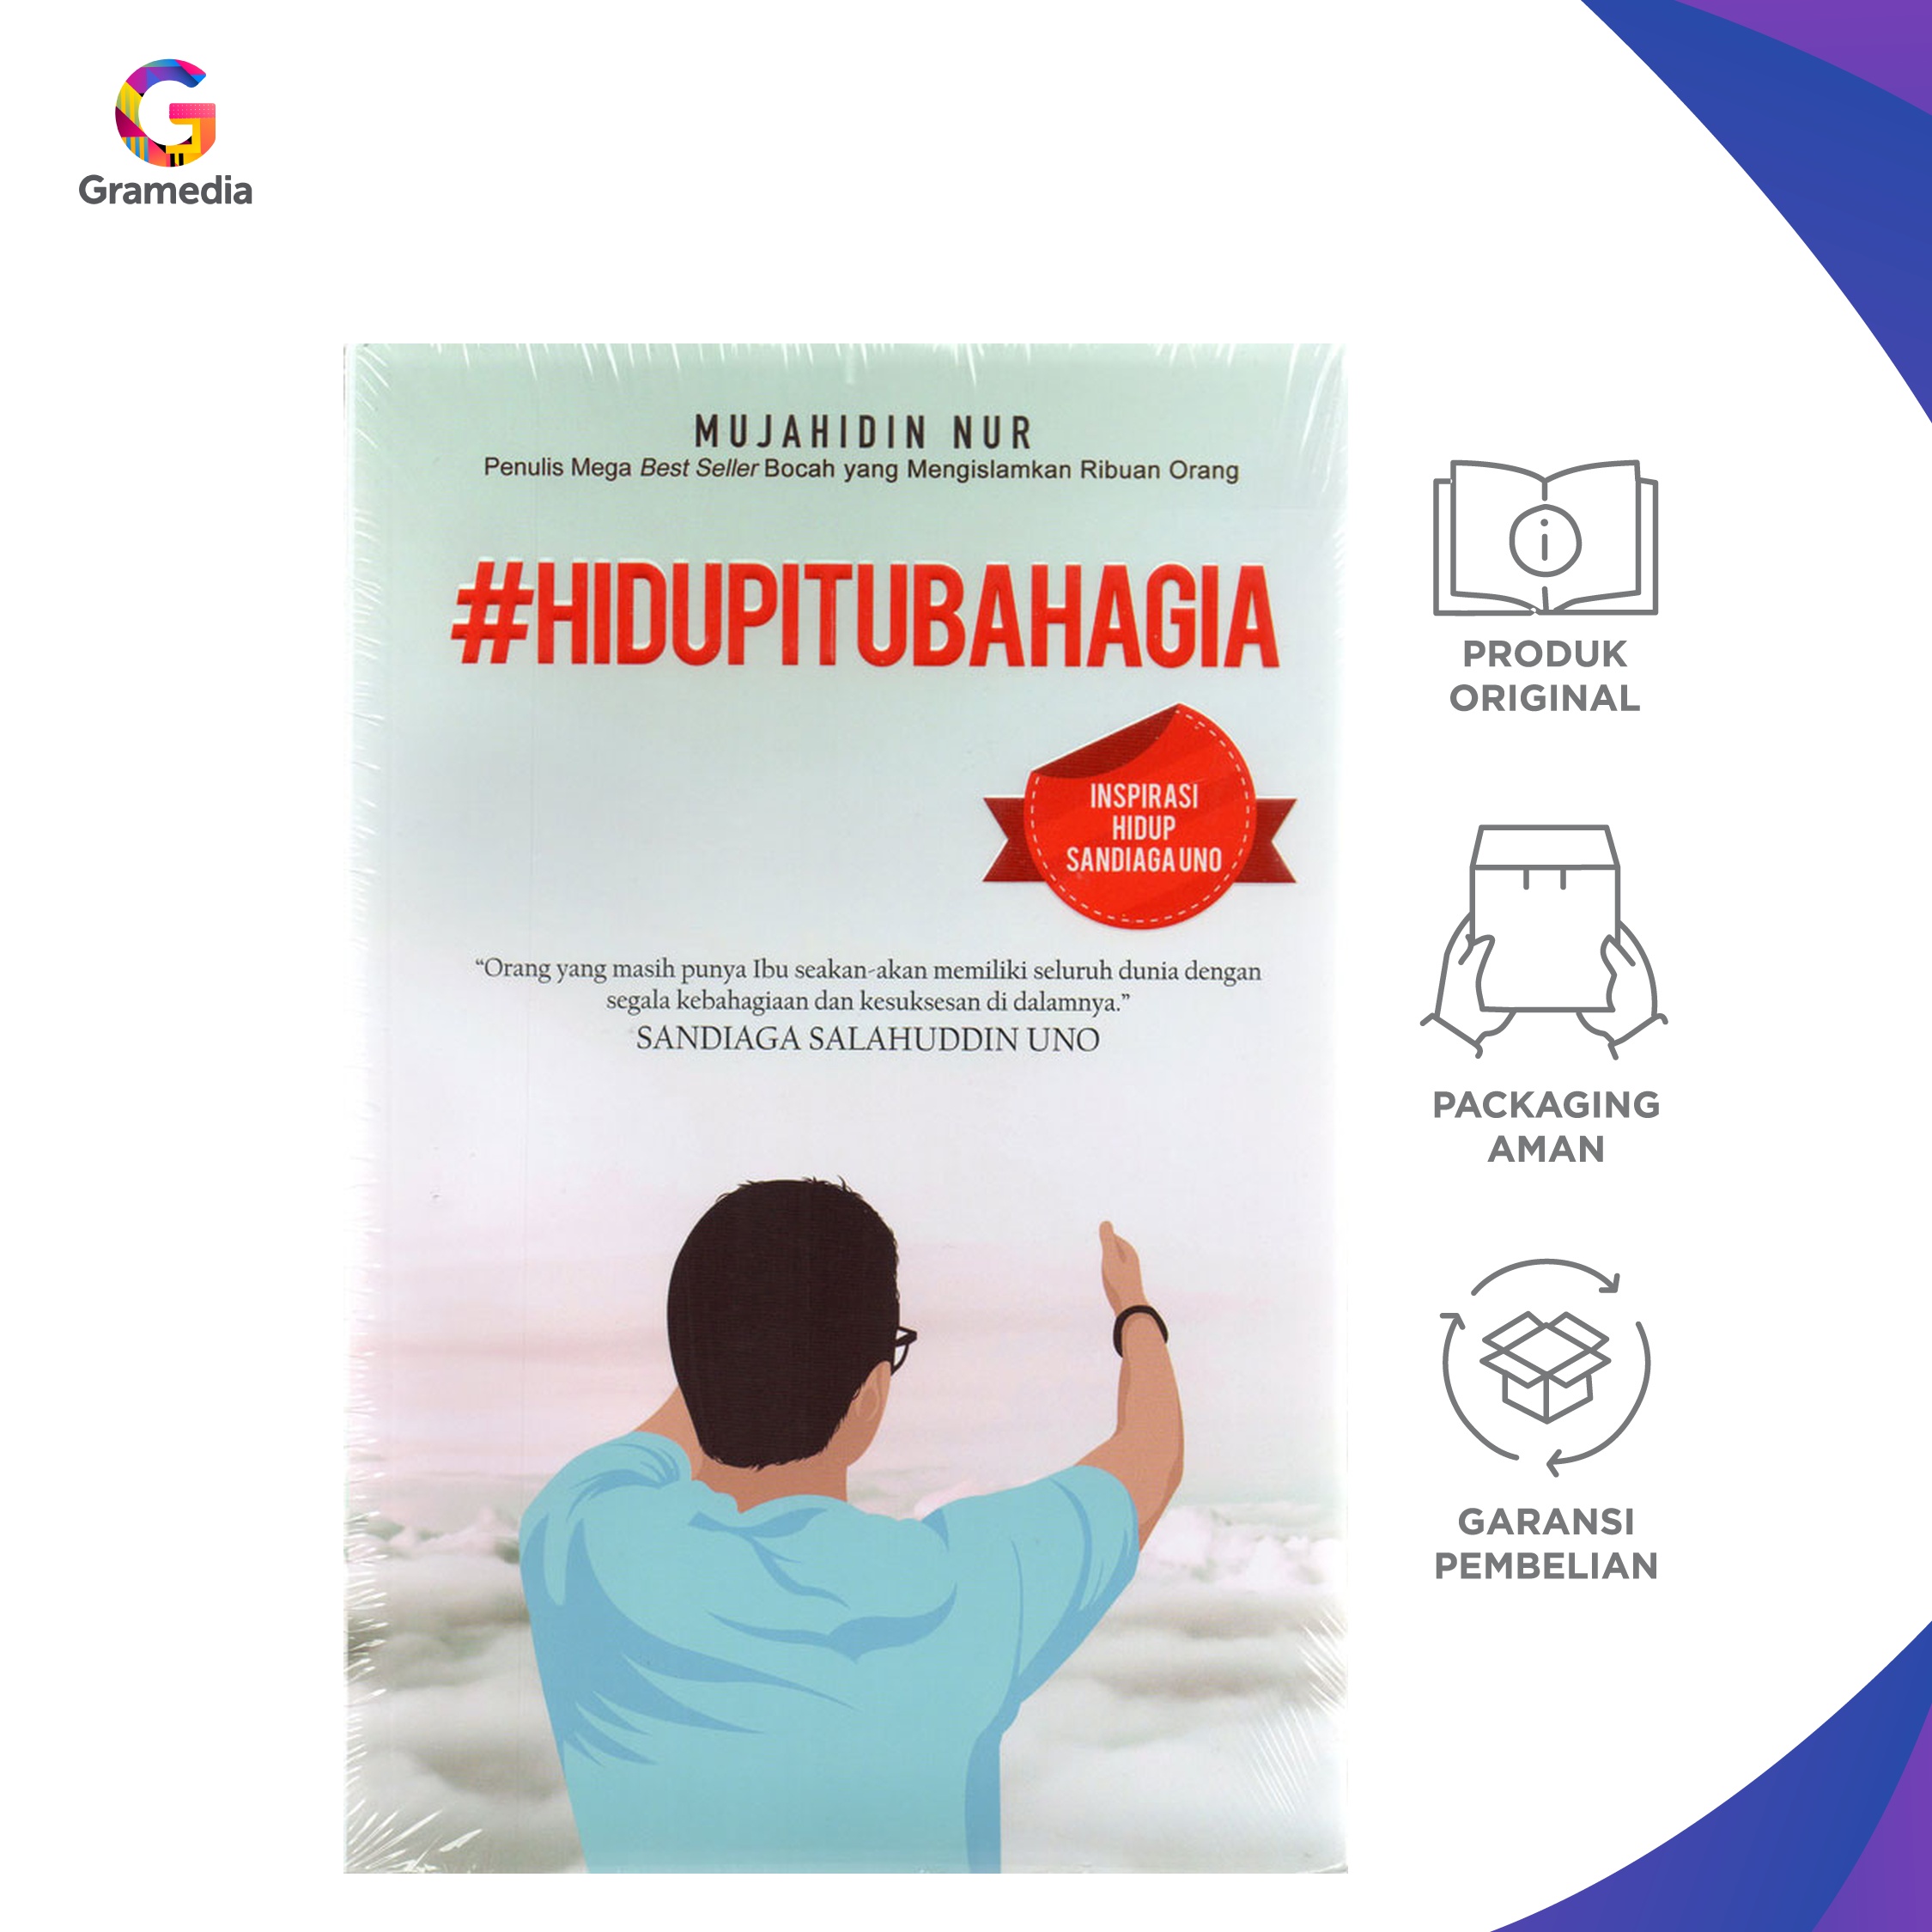 Gramedia
MUJAHIDIN NUR
Penulis Mega Best Seller Bocah yang Mengislamkan Ribuan Orang
#HIDUPITUBAHAGIA
INSPIRASI
HIDUP
SANDIAGA UNO
“Orang yang masih punya Ibu seakan-akan memiliki seluruh dunia dengan
segala kebahagiaan dan kesuksesan di dalamnya.”
SANDIAGA SALAHUDDIN UNO
PRODUK
ORIGINAL
PACKAGING
AMAN
GARANSI
PEMBELIAN